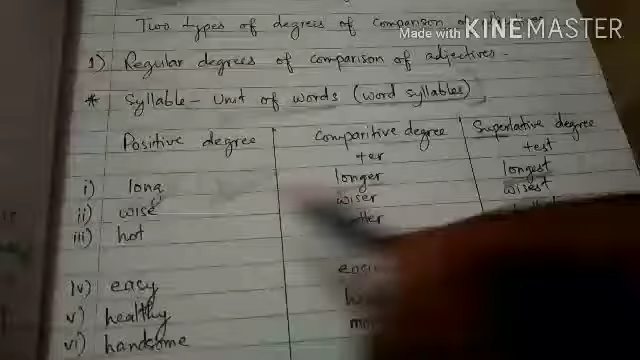 Two types of degrees of comparison of
Made with KINEMASTER
1) Regular degrees of comparison of adjectives -
* Syllable - Unit of words (word syllables)
Positive degree Comparitive degree Superlative degree
+er +est
i) long longer longest
ii) wise wiser wisest
iii) hot
iv) easy
v) healthy
vi) handsome